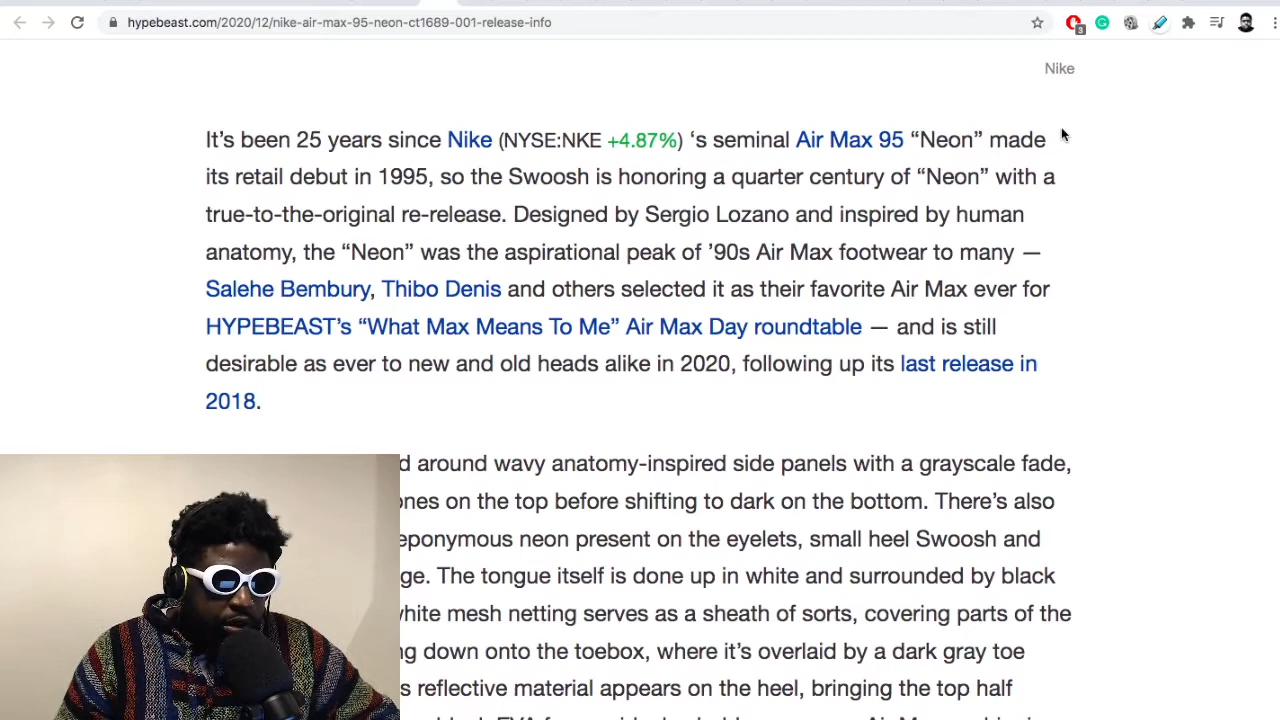 hypebeast.com/2020/12/nike-air-max-95-neon-ct1689-001-release-info
3
Nike
It's been 25 years since Nike (NYSE:NKE +4.87%) ‘s seminal Air Max 95 “Neon” made
its retail debut in 1995, so the Swoosh is honoring a quarter century of “Neon” with a
true-to-the-original re-release. Designed by Sergio Lozano and inspired by human
anatomy, the “Neon” was the aspirational peak of ’90s Air Max footwear to many —
Salehe Bembury, Thibo Denis and others selected it as their favorite Air Max ever for
HYPEBEAST’s “What Max Means To Me” Air Max Day roundtable — and is still
desirable as ever to new and old heads alike in 2020, following up its last release in
2018.
d around wavy anatomy-inspired side panels with a grayscale fade,
ones on the top before shifting to dark on the bottom. There’s also
eponymous neon present on the eyelets, small heel Swoosh and
ge. The tongue itself is done up in white and surrounded by black
white mesh netting serves as a sheath of sorts, covering parts of the
ng down onto the toebox, where it’s overlaid by a dark gray toe
s reflective material appears on the heel, bringing the top half